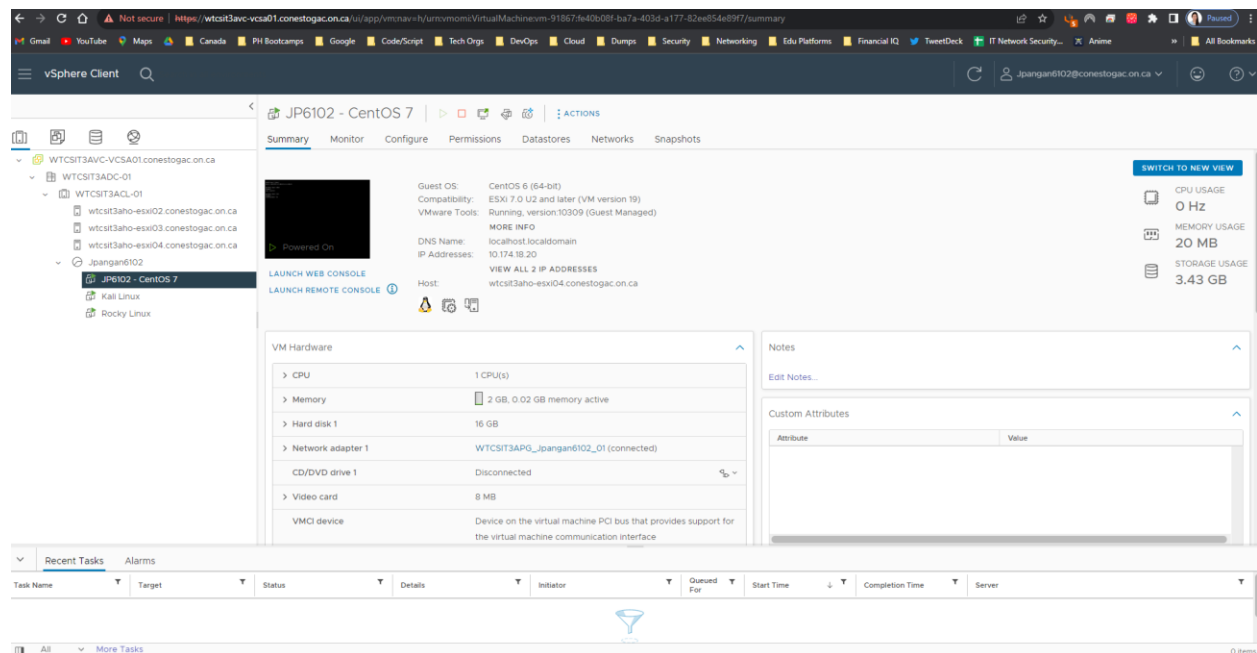 Not secure | https://wtcsit3avc-vcsa01.conestogac.on.ca/ui/app/vm;nav=h/urn:vmomi:VirtualMachine:vm-91867:fe40b08f-ba7a-403d-a177-82ee854e89f7/summary
Paused
Gmail YouTube Maps Canada PH Bootcamps Google Code/Script Tech Orgs DevOps Cloud Dumps Security Networking Edu Platforms Financial IQ TweetDeck IT Network Security... Anime » All Bookmarks
vSphere Client Jpangan6102@conestogac.on.ca
JP6102 - CentOS 7 ACTIONS
Summary Monitor Configure Permissions Datastores Networks Snapshots
WTCSIT3AVC-VCSA01.conestogac.on.ca
WTCSIT3ADC-01
WTCSIT3ACL-01
wtcsit3aho-esxi02.conestogac.on.ca
wtcsit3aho-esxi03.conestogac.on.ca
wtcsit3aho-esxi04.conestogac.on.ca
Jpangan6102
JP6102 - CentOS 7
Kali Linux
Rocky Linux
Powered On
LAUNCH WEB CONSOLE
LAUNCH REMOTE CONSOLE
Guest OS: CentOS 6 (64-bit)
Compatibility: ESXi 7.0 U2 and later (VM version 19)
VMware Tools: Running, version:10309 (Guest Managed)
MORE INFO
DNS Name: localhost.localdomain
IP Addresses: 10.174.18.20
VIEW ALL 2 IP ADDRESSES
Host: wtcsit3aho-esxi04.conestogac.on.ca
SWITCH TO NEW VIEW
CPU USAGE
0 Hz
MEMORY USAGE
20 MB
STORAGE USAGE
3.43 GB
VM Hardware
CPU 1 CPU(s)
Memory 2 GB, 0.02 GB memory active
Hard disk 1 16 GB
Network adapter 1 WTCSIT3APG_Jpangan6102_01 (connected)
CD/DVD drive 1 Disconnected
Video card 8 MB
VMCI device Device on the virtual machine PCI bus that provides support for
the virtual machine communication interface
Notes
Edit Notes...
Custom Attributes
Attribute Value
Recent Tasks Alarms
Task Name Target Status Details Initiator Queued For Start Time Completion Time Server
All More Tasks 0 items